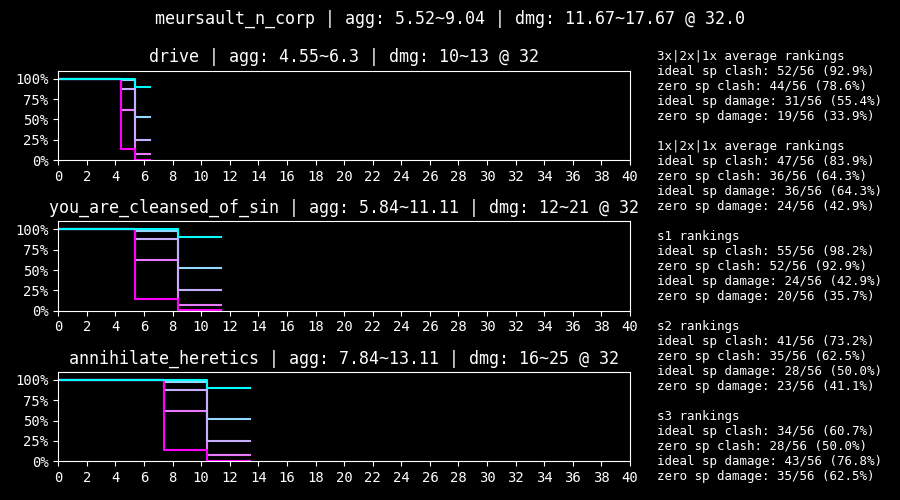 meursault_n_corp | agg: 5.52~9.04 | dmg: 11.67~17.67 @ 32.0
drive | agg: 4.55~6.3 | dmg: 10~13 @ 32
100%
75%
50%
25%
0%
0 2 4 6 8 10 12 14 16 18 20 22 24 26 28 30 32 34 36 38 40
you_are_cleansed_of_sin | agg: 5.84~11.11 | dmg: 12~21 @ 32
100%
75%
50%
25%
0%
0 2 4 6 8 10 12 14 16 18 20 22 24 26 28 30 32 34 36 38 40
annihilate_heretics | agg: 7.84~13.11 | dmg: 16~25 @ 32
100%
75%
50%
25%
0%
0 2 4 6 8 10 12 14 16 18 20 22 24 26 28 30 32 34 36 38 40
3x|2x|1x average rankings
ideal sp clash: 52/56 (92.9%)
zero sp clash: 44/56 (78.6%)
ideal sp damage: 31/56 (55.4%)
zero sp damage: 19/56 (33.9%)
1x|2x|1x average rankings
ideal sp clash: 47/56 (83.9%)
zero sp clash: 36/56 (64.3%)
ideal sp damage: 36/56 (64.3%)
zero sp damage: 24/56 (42.9%)
s1 rankings
ideal sp clash: 55/56 (98.2%)
zero sp clash: 52/56 (92.9%)
ideal sp damage: 24/56 (42.9%)
zero sp damage: 20/56 (35.7%)
s2 rankings
ideal sp clash: 41/56 (73.2%)
zero sp clash: 35/56 (62.5%)
ideal sp damage: 28/56 (50.0%)
zero sp damage: 23/56 (41.1%)
s3 rankings
ideal sp clash: 34/56 (60.7%)
zero sp clash: 28/56 (50.0%)
ideal sp damage: 43/56 (76.8%)
zero sp damage: 35/56 (62.5%)